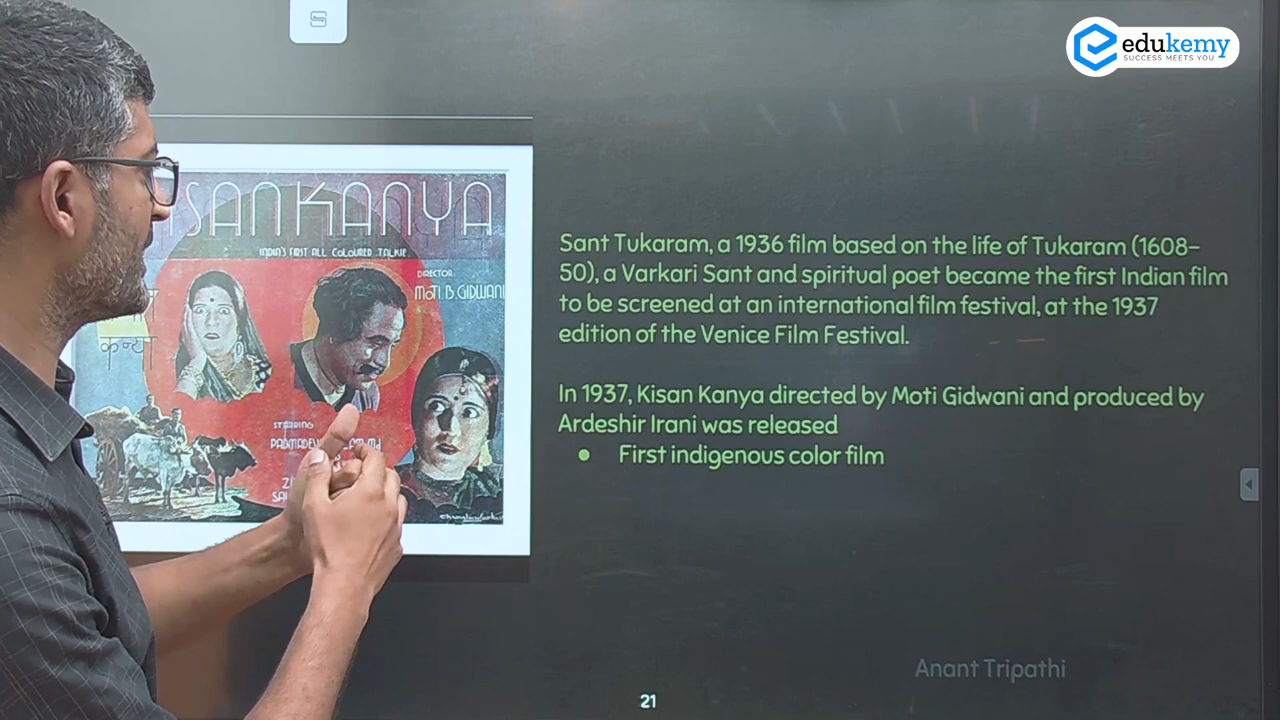 edukemy
SUCCESS MEETS YOU
ISAN KANYA
INDIA'S FIRST ALL COLOURED TALKIE
DIRECTOR
MOTI. B. GIDWANI
कन्या
STARRING
Sant Tukaram, a 1936 film based on the life of Tukaram (1608–
50), a Varkari Sant and spiritual poet became the first Indian film
to be screened at an international film festival, at the 1937
edition of the Venice Film Festival.
In 1937, Kisan Kanya directed by Moti Gidwani and produced by
Ardeshir Irani was released
● First indigenous color film
Anant Tripathi
21